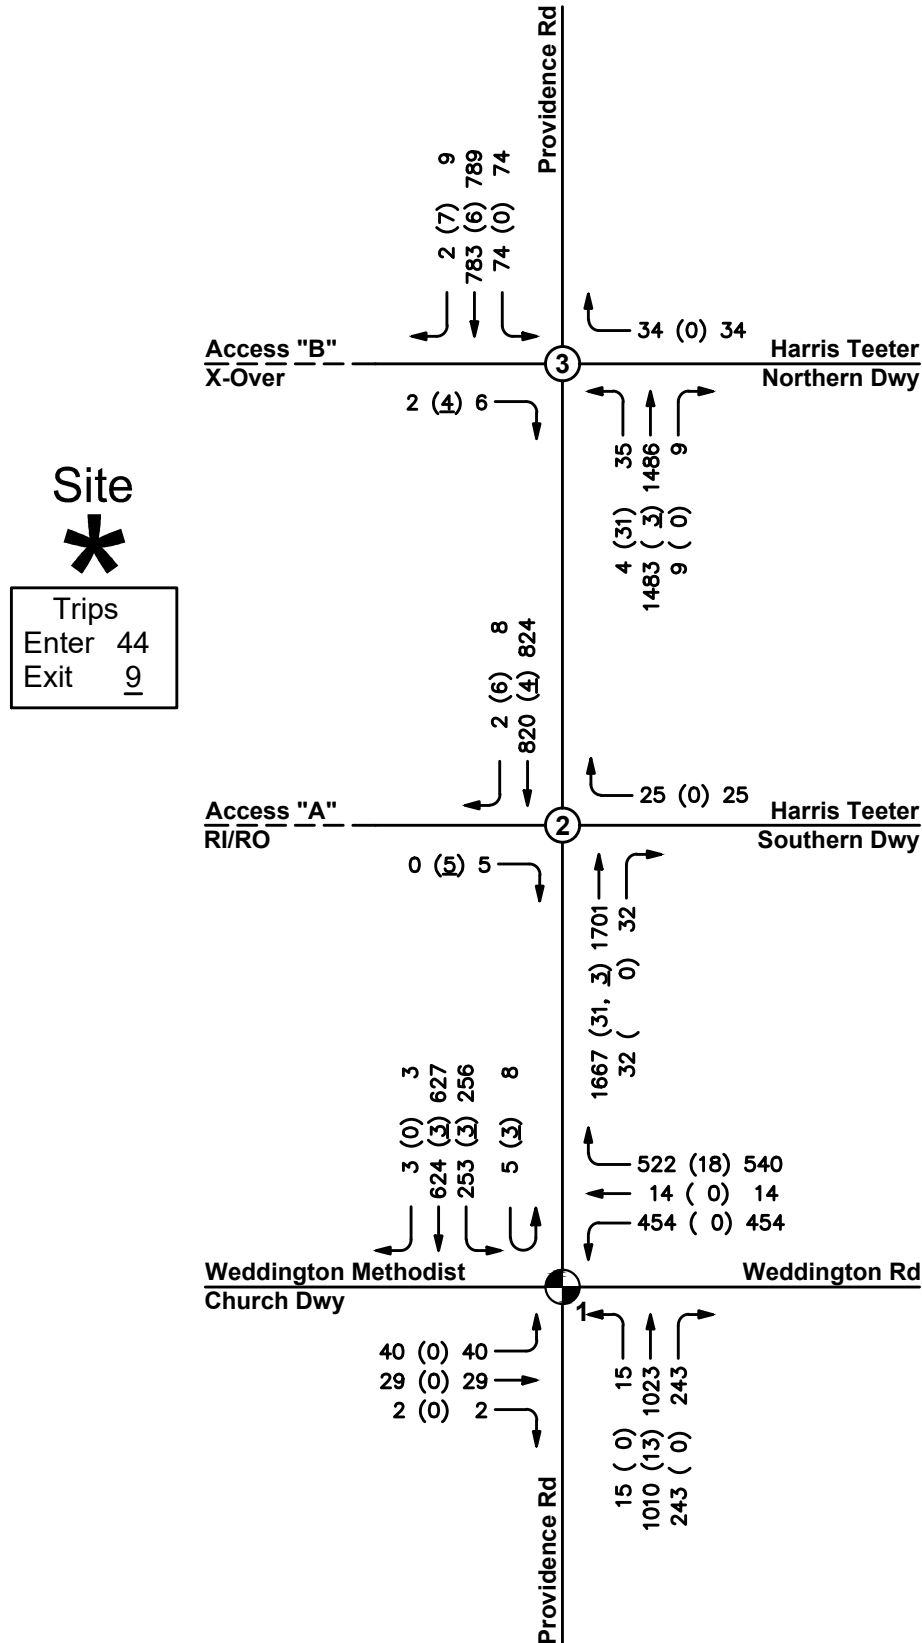 Providence Rd
2 (7) 9
783 (6) 789
74 (0) 74
34 (0) 34
Access "B"
X-Over
3
Harris Teeter
Northern Dwy
2 (4) 6
4 (31) 35
1483 ( 3) 1486
9 ( 0) 9
Site
*
Trips
Enter 44
Exit 9
2 (6) 8
820 (4) 824
25 (0) 25
Access "A"
RI/RO
2
Harris Teeter
Southern Dwy
0 (5) 5
1667 (31, 3) 1701
32 ( 0) 32
3 (0) 3
624 (3) 627
253 (3) 256
5 (3) 8
522 (18) 540
14 ( 0) 14
454 ( 0) 454
Weddington Methodist
Church Dwy
1
Weddington Rd
40 (0) 40
29 (0) 29
2 (0) 2
15 ( 0) 15
1010 (13) 1023
243 ( 0) 243
Providence Rd